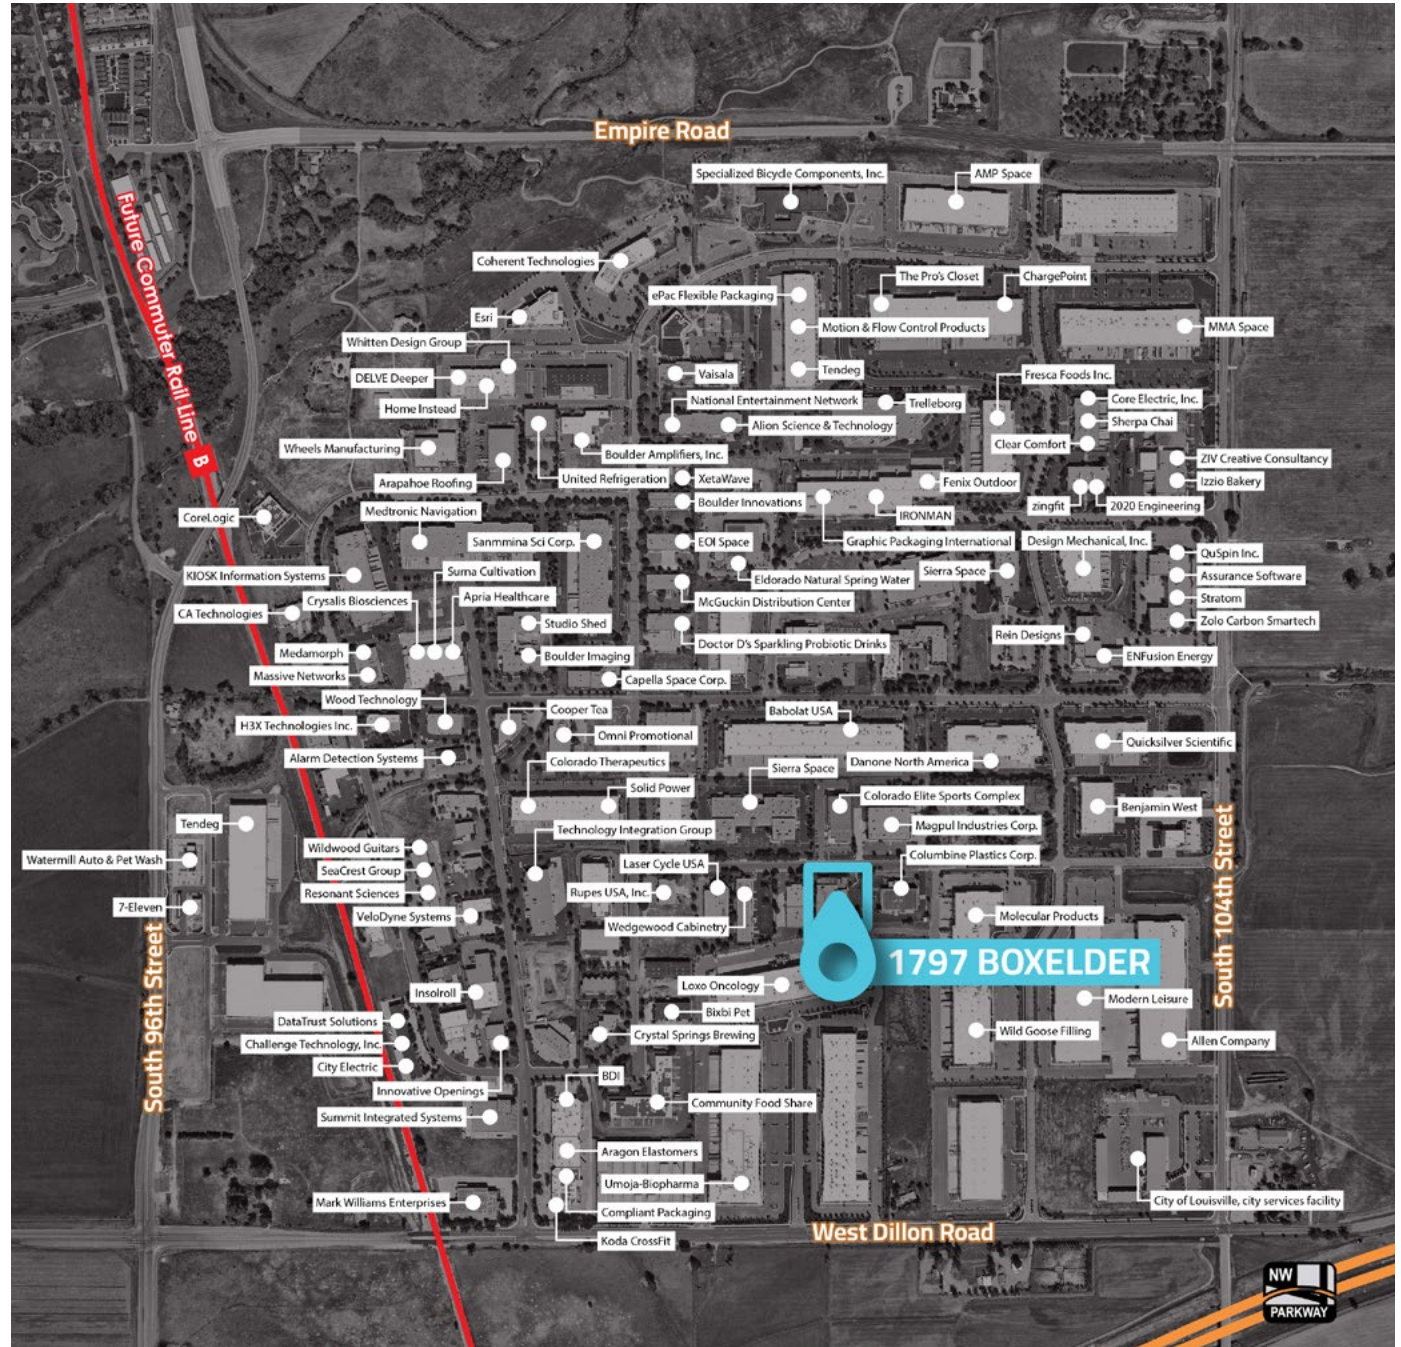 Empire Road
Specialized Bicycle Components, Inc.
AMP Space
Future Commuter Rail Line
B
Coherent Technologies
The Pro's Closet
ChargePoint
ePac Flexible Packaging
Esri
Motion & Flow Control Products
MMA Space
Whitten Design Group
Vaisala
Tendeg
Fresca Foods Inc.
DELVE Deeper
Home Instead
National Entertainment Network
Trelleborg
Core Electric, Inc.
Sherpa Chai
Alion Science & Technology
Clear Comfort
Wheels Manufacturing
Boulder Amplifiers, Inc.
ZIV Creative Consultancy
Arapahoe Roofing
United Refrigeration
XetaWave
Fenix Outdoor
Izzio Bakery
Boulder Innovations
zingfit
2020 Engineering
Medtronic Navigation
CoreLogic
IRONMAN
Sanmmina Sci Corp.
EOI Space
Graphic Packaging International
Design Mechanical, Inc.
QuSpin Inc.
KIOSK Information Systems
Surna Cultivation
Eldorado Natural Spring Water
Sierra Space
Assurance Software
Crysalis Biosciences
Apria Healthcare
McGuckin Distribution Center
Stratom
CA Technologies
Studio Shed
Zolo Carbon Smartech
Rein Designs
Doctor D's Sparkling Probiotic Drinks
Medamorph
Boulder Imaging
ENFusion Energy
Massive Networks
Capella Space Corp.
Wood Technology
Cooper Tea
Babolat USA
H3X Technologies Inc.
Omni Promotional
Quicksilver Scientific
Alarm Detection Systems
Colorado Therapeutics
Sierra Space
Danone North America
Solid Power
Colorado Elite Sports Complex
Benjamin West
Tendeg
Technology Integration Group
Magpul Industries Corp.
Wildwood Guitars
Watermill Auto & Pet Wash
Laser Cycle USA
Columbine Plastics Corp.
SeaCrest Group
Resonant Sciences
Rupes USA, Inc.
7-Eleven
VeloDyne Systems
Wedgewood Cabinetry
Molecular Products
South 104th Street
South 96th Street
1797 BOXELDER
Insolroll
Loxo Oncology
Modern Leisure
Bixbi Pet
DataTrust Solutions
Crystal Springs Brewing
Wild Goose Filling
Challenge Technology, Inc.
Allen Company
City Electric
BDI
Innovative Openings
Community Food Share
Summit Integrated Systems
Aragon Elastomers
Umoja-Biopharma
Mark Williams Enterprises
City of Louisville, city services facility
Compliant Packaging
Koda CrossFit
West Dillon Road
NW
PARKWAY